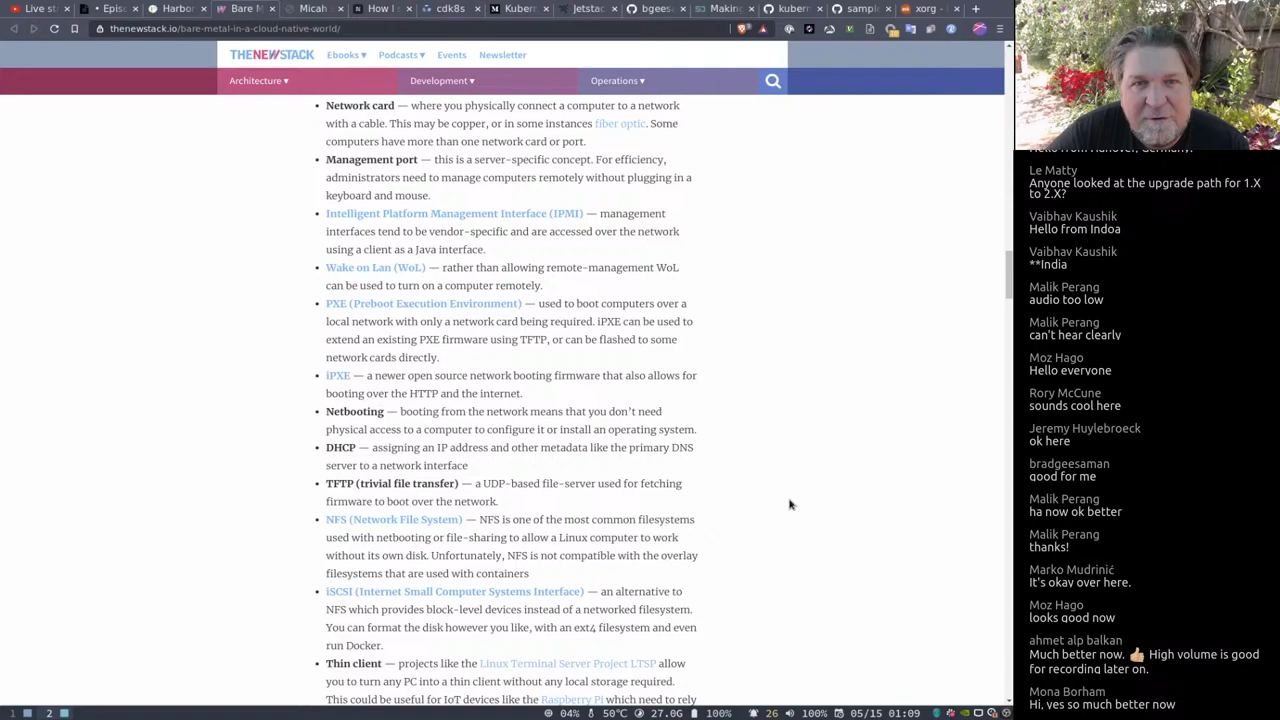 Live st
Episo
Harbor
Bare M
Micah
How I s
cdk8s
Kubern
Jetstac
bgeesa
Making
kubern
sample
xorg -
thenewstack.io/bare-metal-in-a-cloud-native-world/
THENEWSTACK Ebooks ▾ Podcasts ▾ Events Newsletter
Architecture ▾ Development ▾ Operations ▾
• Network card — where you physically connect a computer to a network
with a cable. This may be copper, or in some instances fiber optic. Some
computers have more than one network card or port.
• Management port — this is a server-specific concept. For efficiency,
administrators need to manage computers remotely without plugging in a
keyboard and mouse.
• Intelligent Platform Management Interface (IPMI) — management
interfaces tend to be vendor-specific and are accessed over the network
using a client as a Java interface.
• Wake on Lan (WoL) — rather than allowing remote-management WoL
can be used to turn on a computer remotely.
• PXE (Preboot Execution Environment) — used to boot computers over a
local network with only a network card being required. iPXE can be used to
extend an existing PXE firmware using TFTP, or can be flashed to some
network cards directly.
• iPXE — a newer open source network booting firmware that also allows for
booting over the HTTP and the internet.
• Netbooting — booting from the network means that you don’t need
physical access to a computer to configure it or install an operating system.
• DHCP — assigning an IP address and other metadata like the primary DNS
server to a network interface
• TFTP (trivial file transfer) — a UDP-based file-server used for fetching
firmware to boot over the network.
• NFS (Network File System) — NFS is one of the most common filesystems
used with netbooting or file-sharing to allow a Linux computer to work
without its own disk. Unfortunately, NFS is not compatible with the overlay
filesystems that are used with containers
• iSCSI (Internet Small Computer Systems Interface) — an alternative to
NFS which provides block-level devices instead of a networked filesystem.
You can format the disk however you like, with an ext4 filesystem and even
run Docker.
• Thin client — projects like the Linux Terminal Server Project LTSP allow
you to turn any PC into a thin client without any local storage required.
This could be useful for IoT devices like the Raspberry Pi which need to rely
Hello from Hanover, Germany!
Le Matty
Anyone looked at the upgrade path for 1.X
to 2.X?
Vaibhav Kaushik
Hello from Indoa
Vaibhav Kaushik
**India
Malik Perang
audio too low
Malik Perang
can't hear clearly
Moz Hago
Hello everyone
Rory McCune
sounds cool here
Jeremy Huylebroeck
ok here
bradgeesaman
good for me
Malik Perang
ha now ok better
Malik Perang
thanks!
Marko Mudrinić
It's okay over here.
Moz Hago
looks good now
ahmet alp balkan
Much better now. 👍🏼 High volume is good
for recording later on.
Mona Borham
Hi, yes so much better now
1 2 04% 50°C 27.0G 100% 26 100% 05/15 01:09